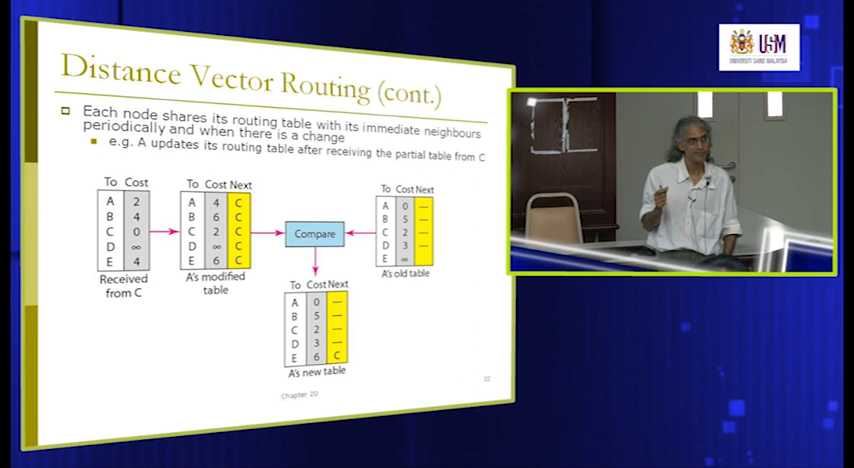 Distance Vector Routing (cont.)
Each node shares its routing table with its immediate neighbours
periodically and when there is a change
e.g. A updates its routing table after receiving the partial table from C
To Cost
A 2
B 4
C 0
D ∞
E 4
Received
from C
To Cost Next
A 4 C
B 6 C
C 2 C
D ∞ C
E 6 C
A's modified
table
Compare
To Cost Next
A 0 —
B 5 —
C 2 —
D 3 —
E ∞
A's old table
To Cost Next
A 0 —
B 5 —
C 2 —
D 3 —
E 6 C
A's new table
Chapter 20
22
USM
UNIVERSITI SAINS MALAYSIA